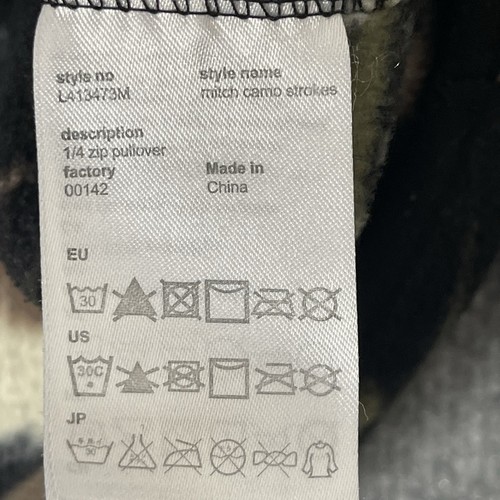 style no
L413473M
style name
mitch camo strokes
description
1/4 zip pullover
factory
00142
Made in
China
EU
30
US
30C
JP
30